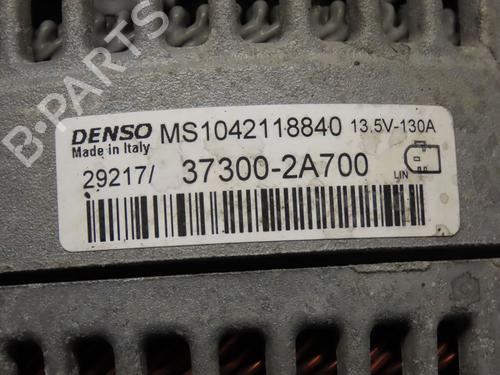 B-PARTS
DENSO MS1042118840 13.5V-130A
Made in Italy
29217/ 37300-2A700
LIN